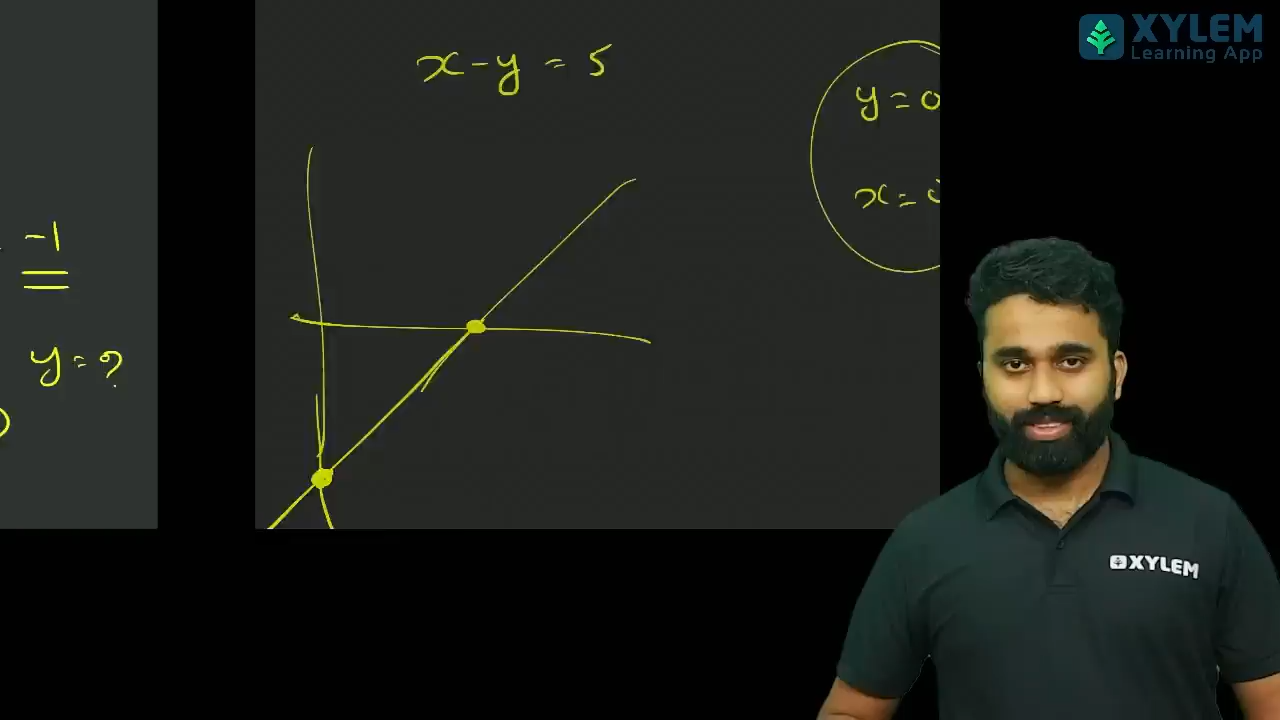 XYLEM
Learning App
x-y = 5
y = 0
x =
-1
y = ?
XYLEM